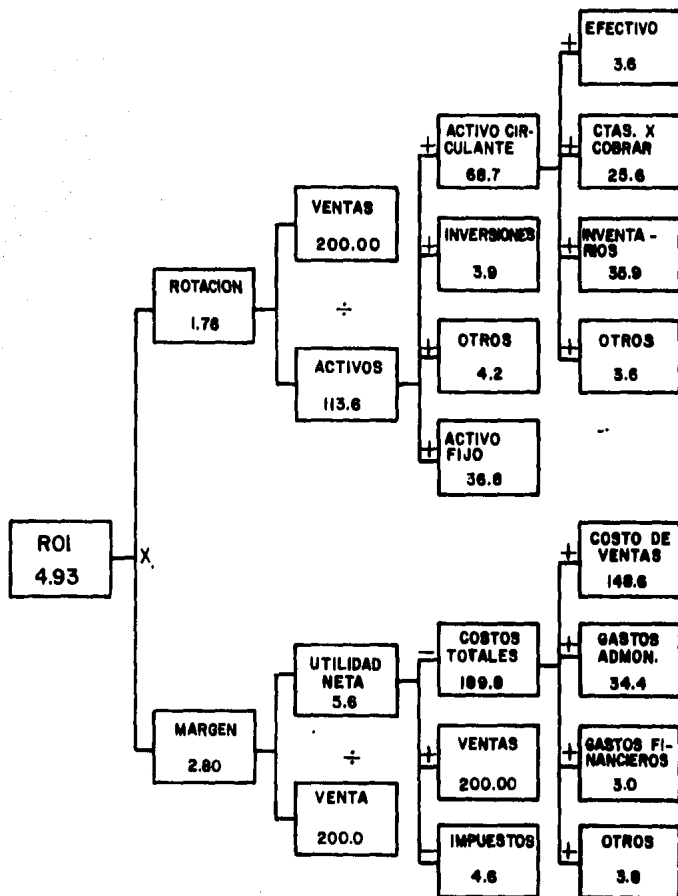 EFECTIVO
3.6
ACTIVO CIR-
CULANTE
68.7
CTAS. X
COBRAR
25.6
VENTAS
200.00
INVERSIONES
3.9
INVENTA-
RIOS
35.9
ROTACION
1.76
÷
OTROS
4.2
OTROS
3.6
ACTIVOS
113.6
ACTIVO
FIJO
36.8
ROI
4.93
X
COSTO DE
VENTAS
148.6
UTILIDAD
NETA
5.6
COSTOS
TOTALES
189.8
GASTOS
ADMON.
34.4
MARGEN
2.80
÷
VENTAS
200.00
GASTOS FI-
NANCIEROS
3.0
VENTA
200.0
IMPUESTOS
4.6
OTROS
3.8